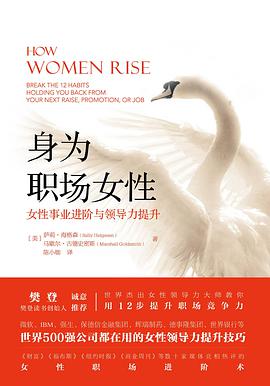 HOW
WOMEN RISE
BREAK THE 12 HABITS
HOLDING YOU BACK FROM
YOUR NEXT RAISE, PROMOTION, OR JOB
身为
职场女性
女性事业进阶与领导力提升
[美] 萨莉·海格森（Sally Helgesen）
马歇尔·古德史密斯（Marshall Goldsmith） 著
陈小咖 译
樊登 诚意
樊登读书创始人 推荐
世界杰出女性领导力大师教你
用12步提升职场竞争力
微软、IBM、强生、保德信金融集团、辉瑞制药、德事隆集团、世界银行等
世界500强公司都在用的女性领导力提升技巧
《财富》《福布斯》《纽约时报》《商业周刊》等数十家媒体竞相热评的
女性职场进阶术